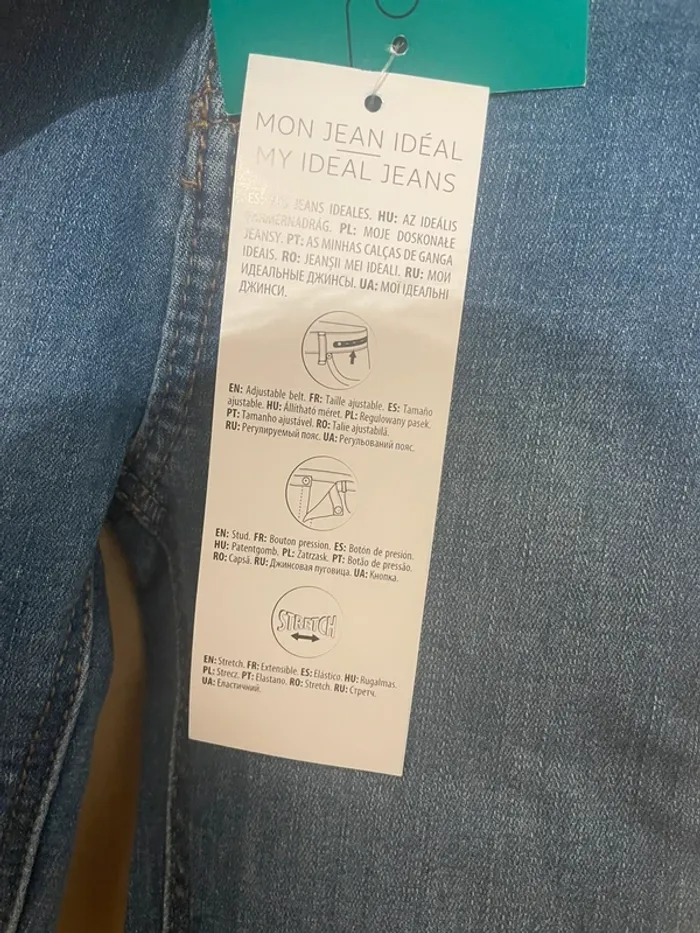 MON JEAN IDÉAL
MY IDEAL JEANS
ES: JEANS IDEALES. HU: AZ IDEÁLIS
FARMERNADRÁG. PL: MOJE DOSKONAŁE
JEANSY. PT: AS MINHAS CALÇAS DE GANGA
IDEAIS. RO: JEANȘII MEI IDEALI. RU: МОИ
ИДЕАЛЬНЫЕ ДЖИНСЫ. UA: МОЇ ІДЕАЛЬНІ
ДЖИНСИ.
EN: Adjustable belt. FR: Taille ajustable. ES: Tamaño
ajustable. HU: Állítható méret. PL: Regulowany pasek.
PT: Tamanho ajustável. RO: Talie ajustabilă.
RU: Регулируемый пояс. UA: Регульований пояс.
EN: Stud. FR: Bouton pression. ES: Botón de presión.
HU: Patentgomb. PL: Zatrzask. PT: Botão de pressão.
RO: Capsă. RU: Джинсовая пуговица. UA: Кнопка.
STRETCH
EN: Stretch. FR: Extensible. ES: Elástico. HU: Rugalmas.
PL: Strecz. PT: Elastano. RO: Stretch. RU: Стретч.
UA: Еластичний.